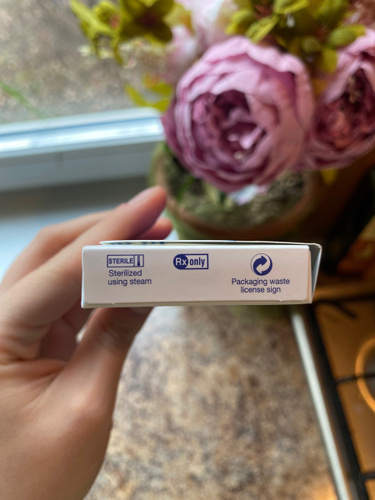 STERILE
Sterilized
using steam
Rx only
Packaging waste
license sign